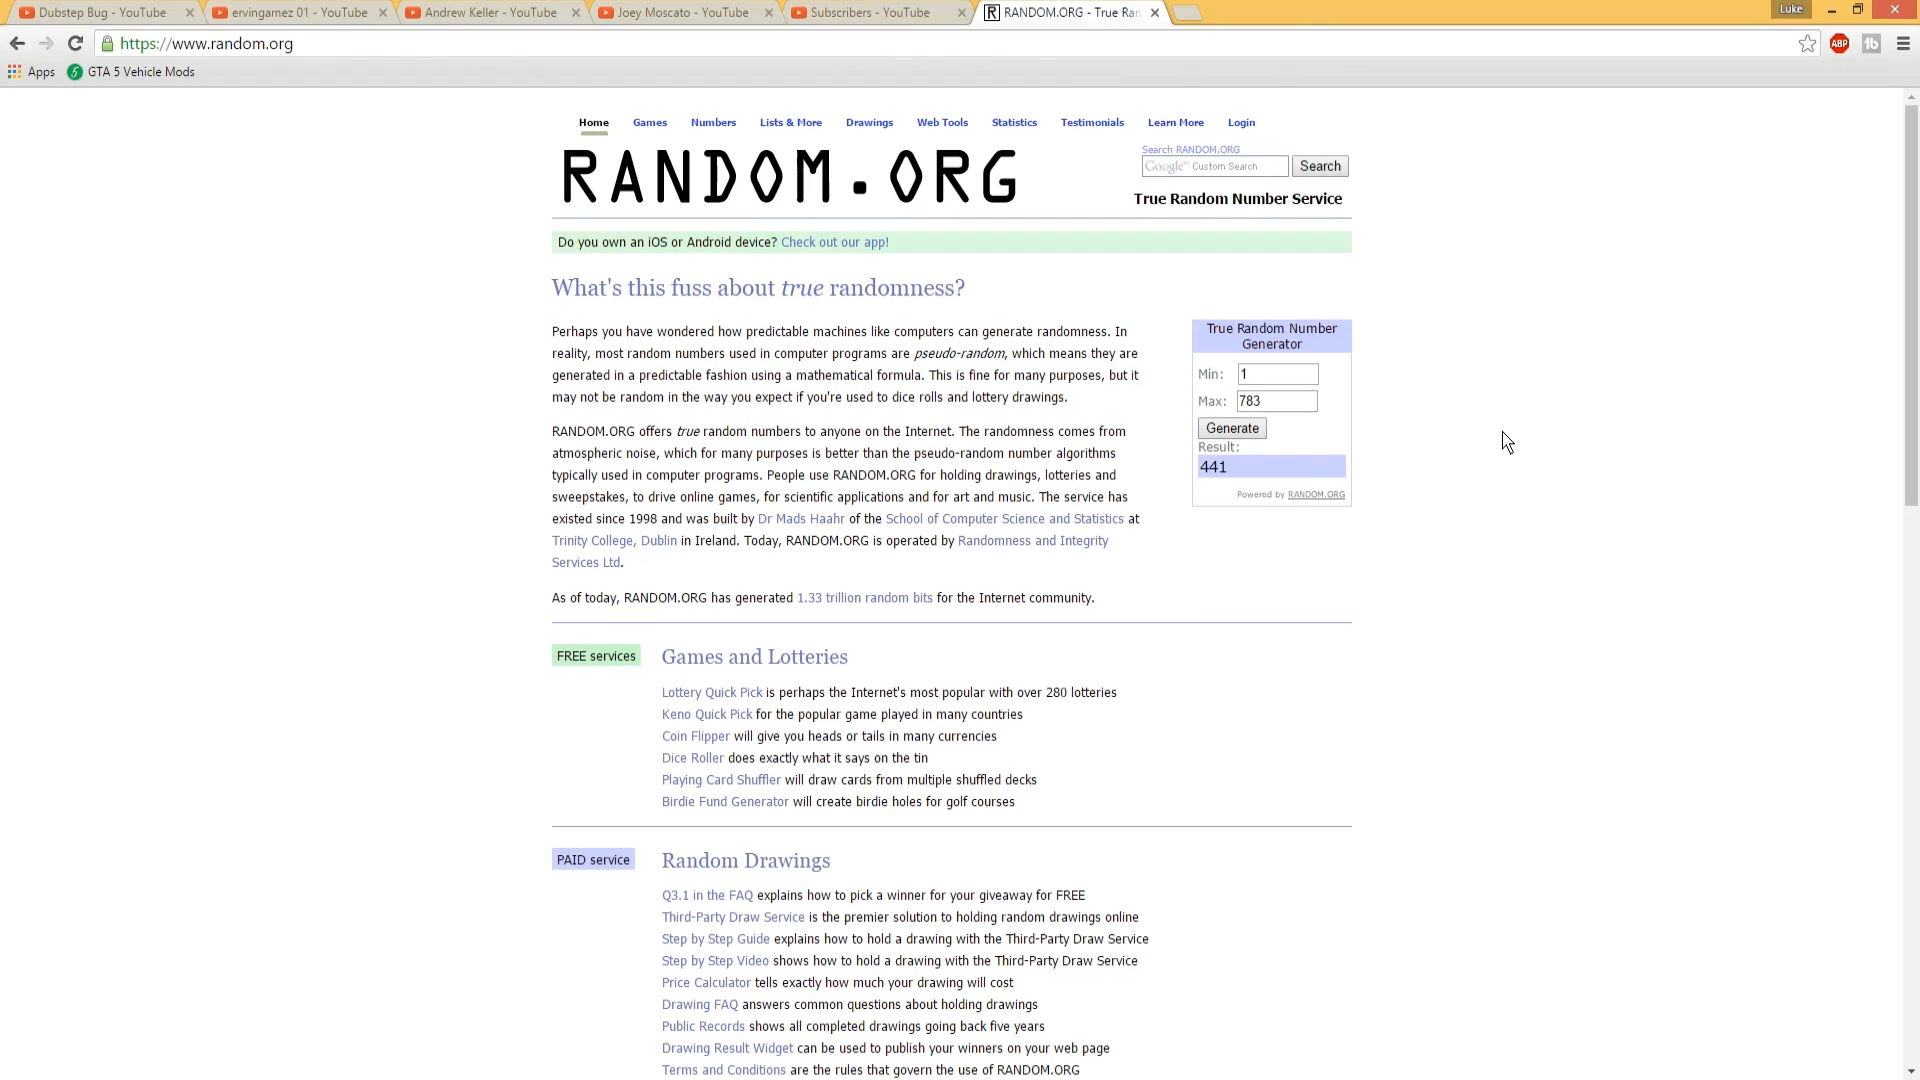 Dubstep Bug - YouTube
ervingamez 01 - YouTube
Andrew Keller - YouTube
Joey Moscato - YouTube
Subscribers - YouTube
RANDOM.ORG - True Ran
Luke
https://www.random.org
ABP
Apps
GTA 5 Vehicle Mods
Home Games Numbers Lists & More Drawings Web Tools Statistics Testimonials Learn More Login
RANDOM.ORG
Search RANDOM.ORG
Google™ Custom Search
Search
True Random Number Service
Do you own an iOS or Android device? Check out our app!
What's this fuss about true randomness?
Perhaps you have wondered how predictable machines like computers can generate randomness. In
reality, most random numbers used in computer programs are pseudo-random, which means they are
generated in a predictable fashion using a mathematical formula. This is fine for many purposes, but it
may not be random in the way you expect if you're used to dice rolls and lottery drawings.
RANDOM.ORG offers true random numbers to anyone on the Internet. The randomness comes from
atmospheric noise, which for many purposes is better than the pseudo-random number algorithms
typically used in computer programs. People use RANDOM.ORG for holding drawings, lotteries and
sweepstakes, to drive online games, for scientific applications and for art and music. The service has
existed since 1998 and was built by Dr Mads Haahr of the School of Computer Science and Statistics at
Trinity College, Dublin in Ireland. Today, RANDOM.ORG is operated by Randomness and Integrity
Services Ltd.
As of today, RANDOM.ORG has generated 1.33 trillion random bits for the Internet community.
True Random Number
Generator
Min: 1
Max: 783
Generate
Result:
441
Powered by RANDOM.ORG
FREE services
Games and Lotteries
Lottery Quick Pick is perhaps the Internet's most popular with over 280 lotteries
Keno Quick Pick for the popular game played in many countries
Coin Flipper will give you heads or tails in many currencies
Dice Roller does exactly what it says on the tin
Playing Card Shuffler will draw cards from multiple shuffled decks
Birdie Fund Generator will create birdie holes for golf courses
PAID service
Random Drawings
Q3.1 in the FAQ explains how to pick a winner for your giveaway for FREE
Third-Party Draw Service is the premier solution to holding random drawings online
Step by Step Guide explains how to hold a drawing with the Third-Party Draw Service
Step by Step Video shows how to hold a drawing with the Third-Party Draw Service
Price Calculator tells exactly how much your drawing will cost
Drawing FAQ answers common questions about holding drawings
Public Records shows all completed drawings going back five years
Drawing Result Widget can be used to publish your winners on your web page
Terms and Conditions are the rules that govern the use of RANDOM.ORG